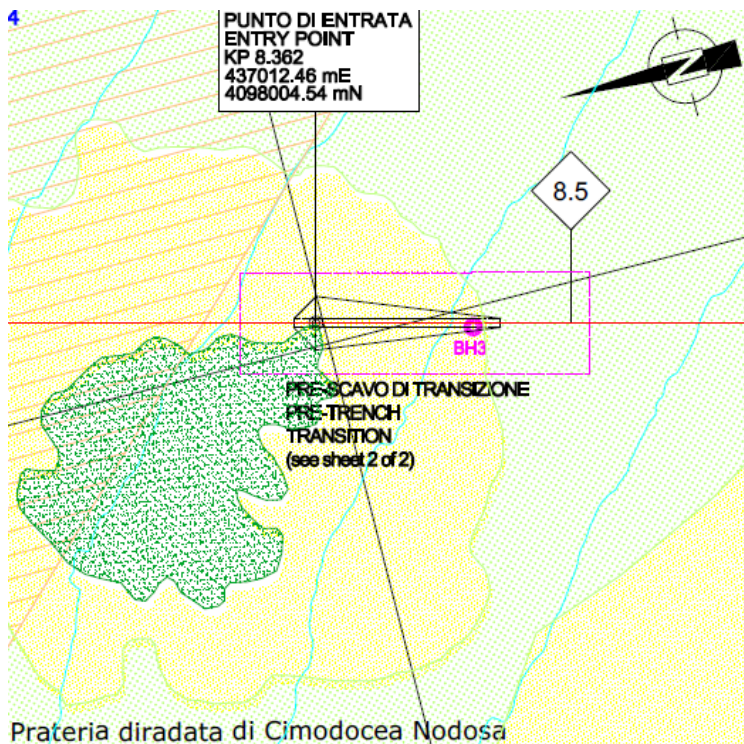 4
PUNTO DI ENTRATA
ENTRY POINT
KP 8.362
437012.46 mE
4098004.54 mN
N
8.5
BH3
PRE-SCAVO DI TRANSIZIONE
PRE-TRENCH
TRANSITION
(see sheet 2 of 2)
Prateria diradata di Cimodocea Nodosa